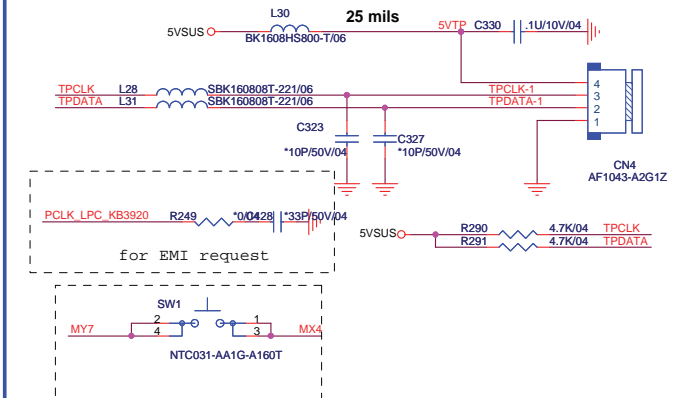 L30 25 mils
5VSUS 5VTP C330 .1U/10V/04
BK1608HS800-T/06
4
TPCLK L28 SBK160808T-221/06 TPCLK-1 3
TPDATA L31 SBK160808T-221/06 TPDATA-1 2
1
C323 C327
*10P/50V/04 *10P/50V/04
CN4
AF1043-A2G1Z
PCLK_LPC_KB3920 R249 *0/04 C428 *33P/50V/04
for EMI request
5VSUS R290 4.7K/04 TPCLK
R291 4.7K/04 TPDATA
SW1
2 1
MY7 4 3 MX4
NTC031-AA1G-A160T